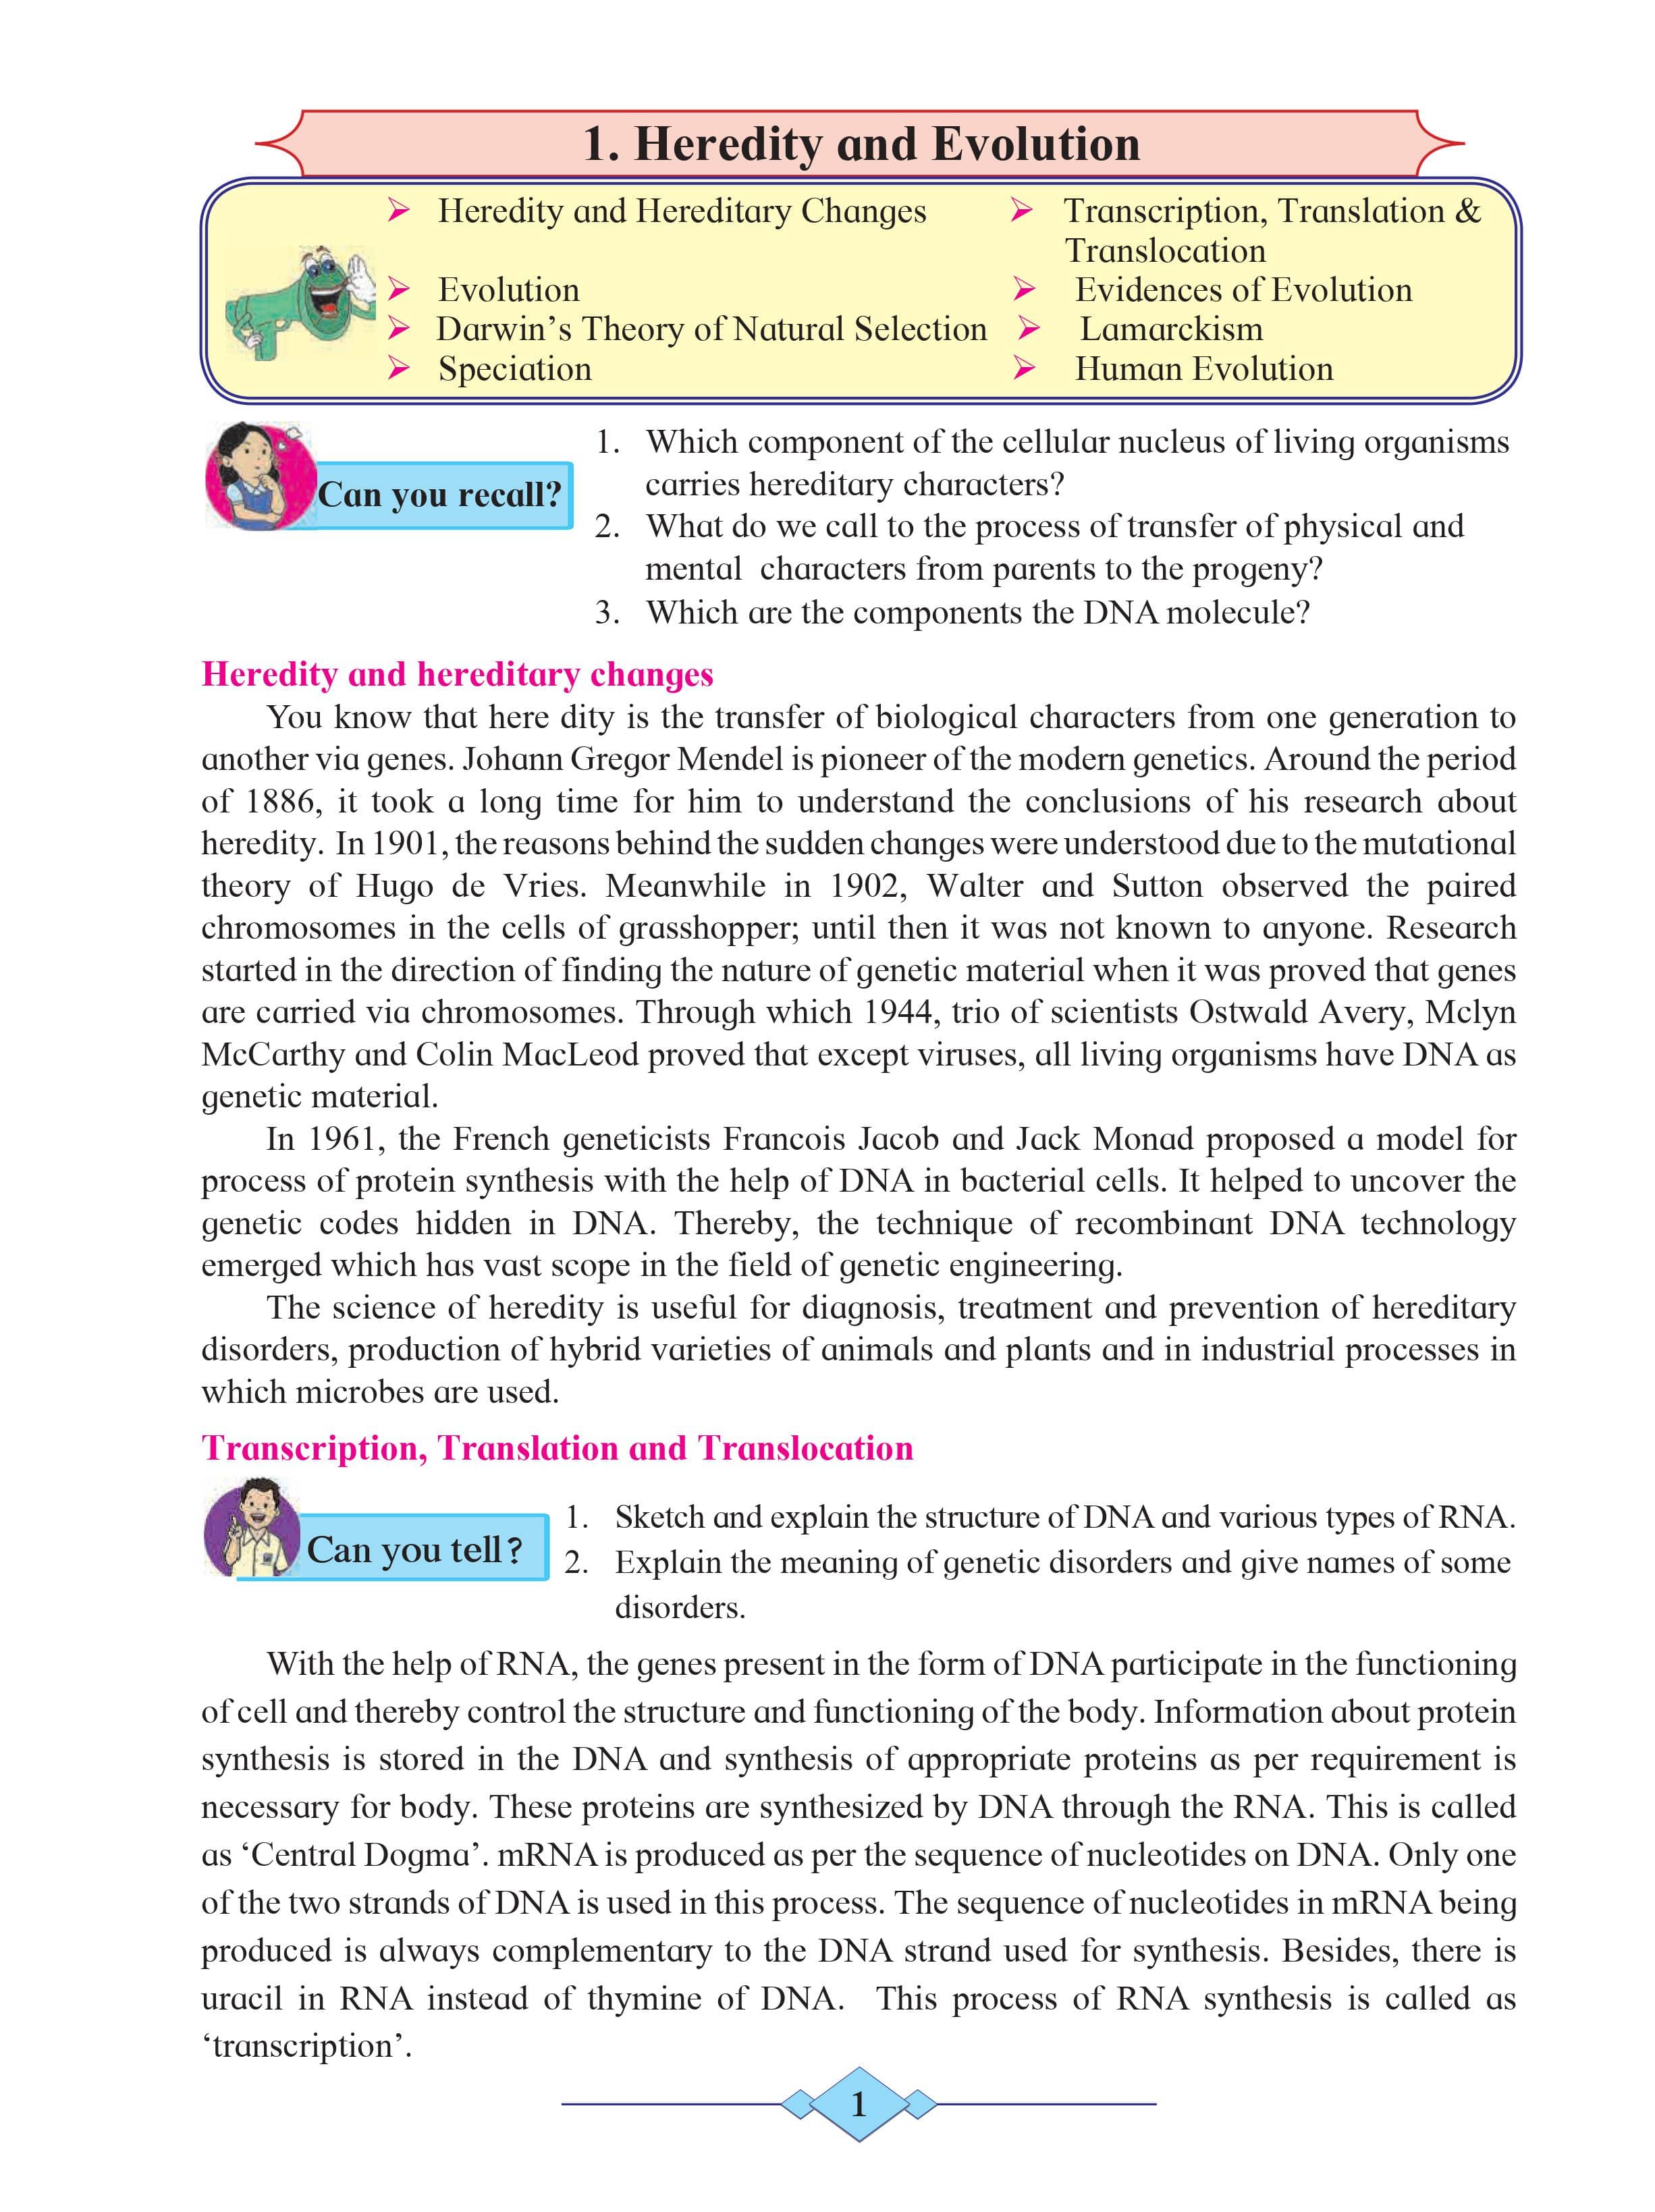 1. Heredity and Evolution
Heredity and Hereditary Changes
Transcription, Translation &
Translocation
Evolution
Evidences of Evolution
Darwin’s Theory of Natural Selection
Lamarckism
Speciation
Human Evolution
Can you recall?
1. Which component of the cellular nucleus of living organisms
carries hereditary characters?
2. What do we call to the process of transfer of physical and
mental characters from parents to the progeny?
3. Which are the components the DNA molecule?
Heredity and hereditary changes
You know that here dity is the transfer of biological characters from one generation to
another via genes. Johann Gregor Mendel is pioneer of the modern genetics. Around the period
of 1886, it took a long time for him to understand the conclusions of his research about
heredity. In 1901, the reasons behind the sudden changes were understood due to the mutational
theory of Hugo de Vries. Meanwhile in 1902, Walter and Sutton observed the paired
chromosomes in the cells of grasshopper; until then it was not known to anyone. Research
started in the direction of finding the nature of genetic material when it was proved that genes
are carried via chromosomes. Through which 1944, trio of scientists Ostwald Avery, Mclyn
McCarthy and Colin MacLeod proved that except viruses, all living organisms have DNA as
genetic material.
In 1961, the French geneticists Francois Jacob and Jack Monad proposed a model for
process of protein synthesis with the help of DNA in bacterial cells. It helped to uncover the
genetic codes hidden in DNA. Thereby, the technique of recombinant DNA technology
emerged which has vast scope in the field of genetic engineering.
The science of heredity is useful for diagnosis, treatment and prevention of hereditary
disorders, production of hybrid varieties of animals and plants and in industrial processes in
which microbes are used.
Transcription, Translation and Translocation
Can you tell?
1. Sketch and explain the structure of DNA and various types of RNA.
2. Explain the meaning of genetic disorders and give names of some
disorders.
With the help of RNA, the genes present in the form of DNA participate in the functioning
of cell and thereby control the structure and functioning of the body. Information about protein
synthesis is stored in the DNA and synthesis of appropriate proteins as per requirement is
necessary for body. These proteins are synthesized by DNA through the RNA. This is called
as ‘Central Dogma’. mRNA is produced as per the sequence of nucleotides on DNA. Only one
of the two strands of DNA is used in this process. The sequence of nucleotides in mRNA being
produced is always complementary to the DNA strand used for synthesis. Besides, there is
uracil in RNA instead of thymine of DNA. This process of RNA synthesis is called as
‘transcription’.
1